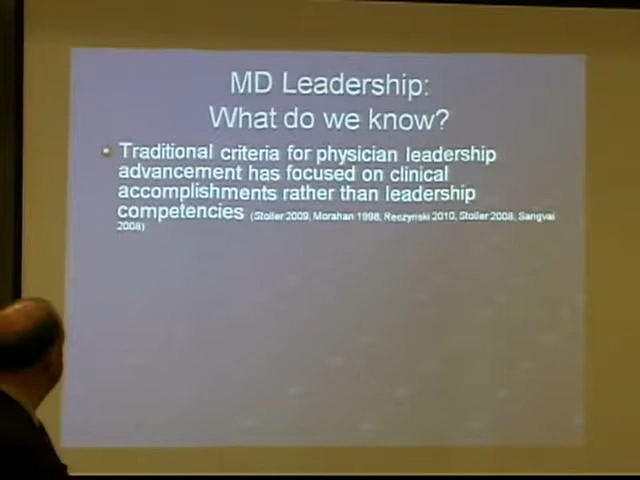 MD Leadership:
What do we know?
Traditional criteria for physician leadership
advancement has focused on clinical
accomplishments rather than leadership
competencies (Stoller 2009, Morahan 1998, Reczynski 2010, Stoller 2008, Sangvai
2008)